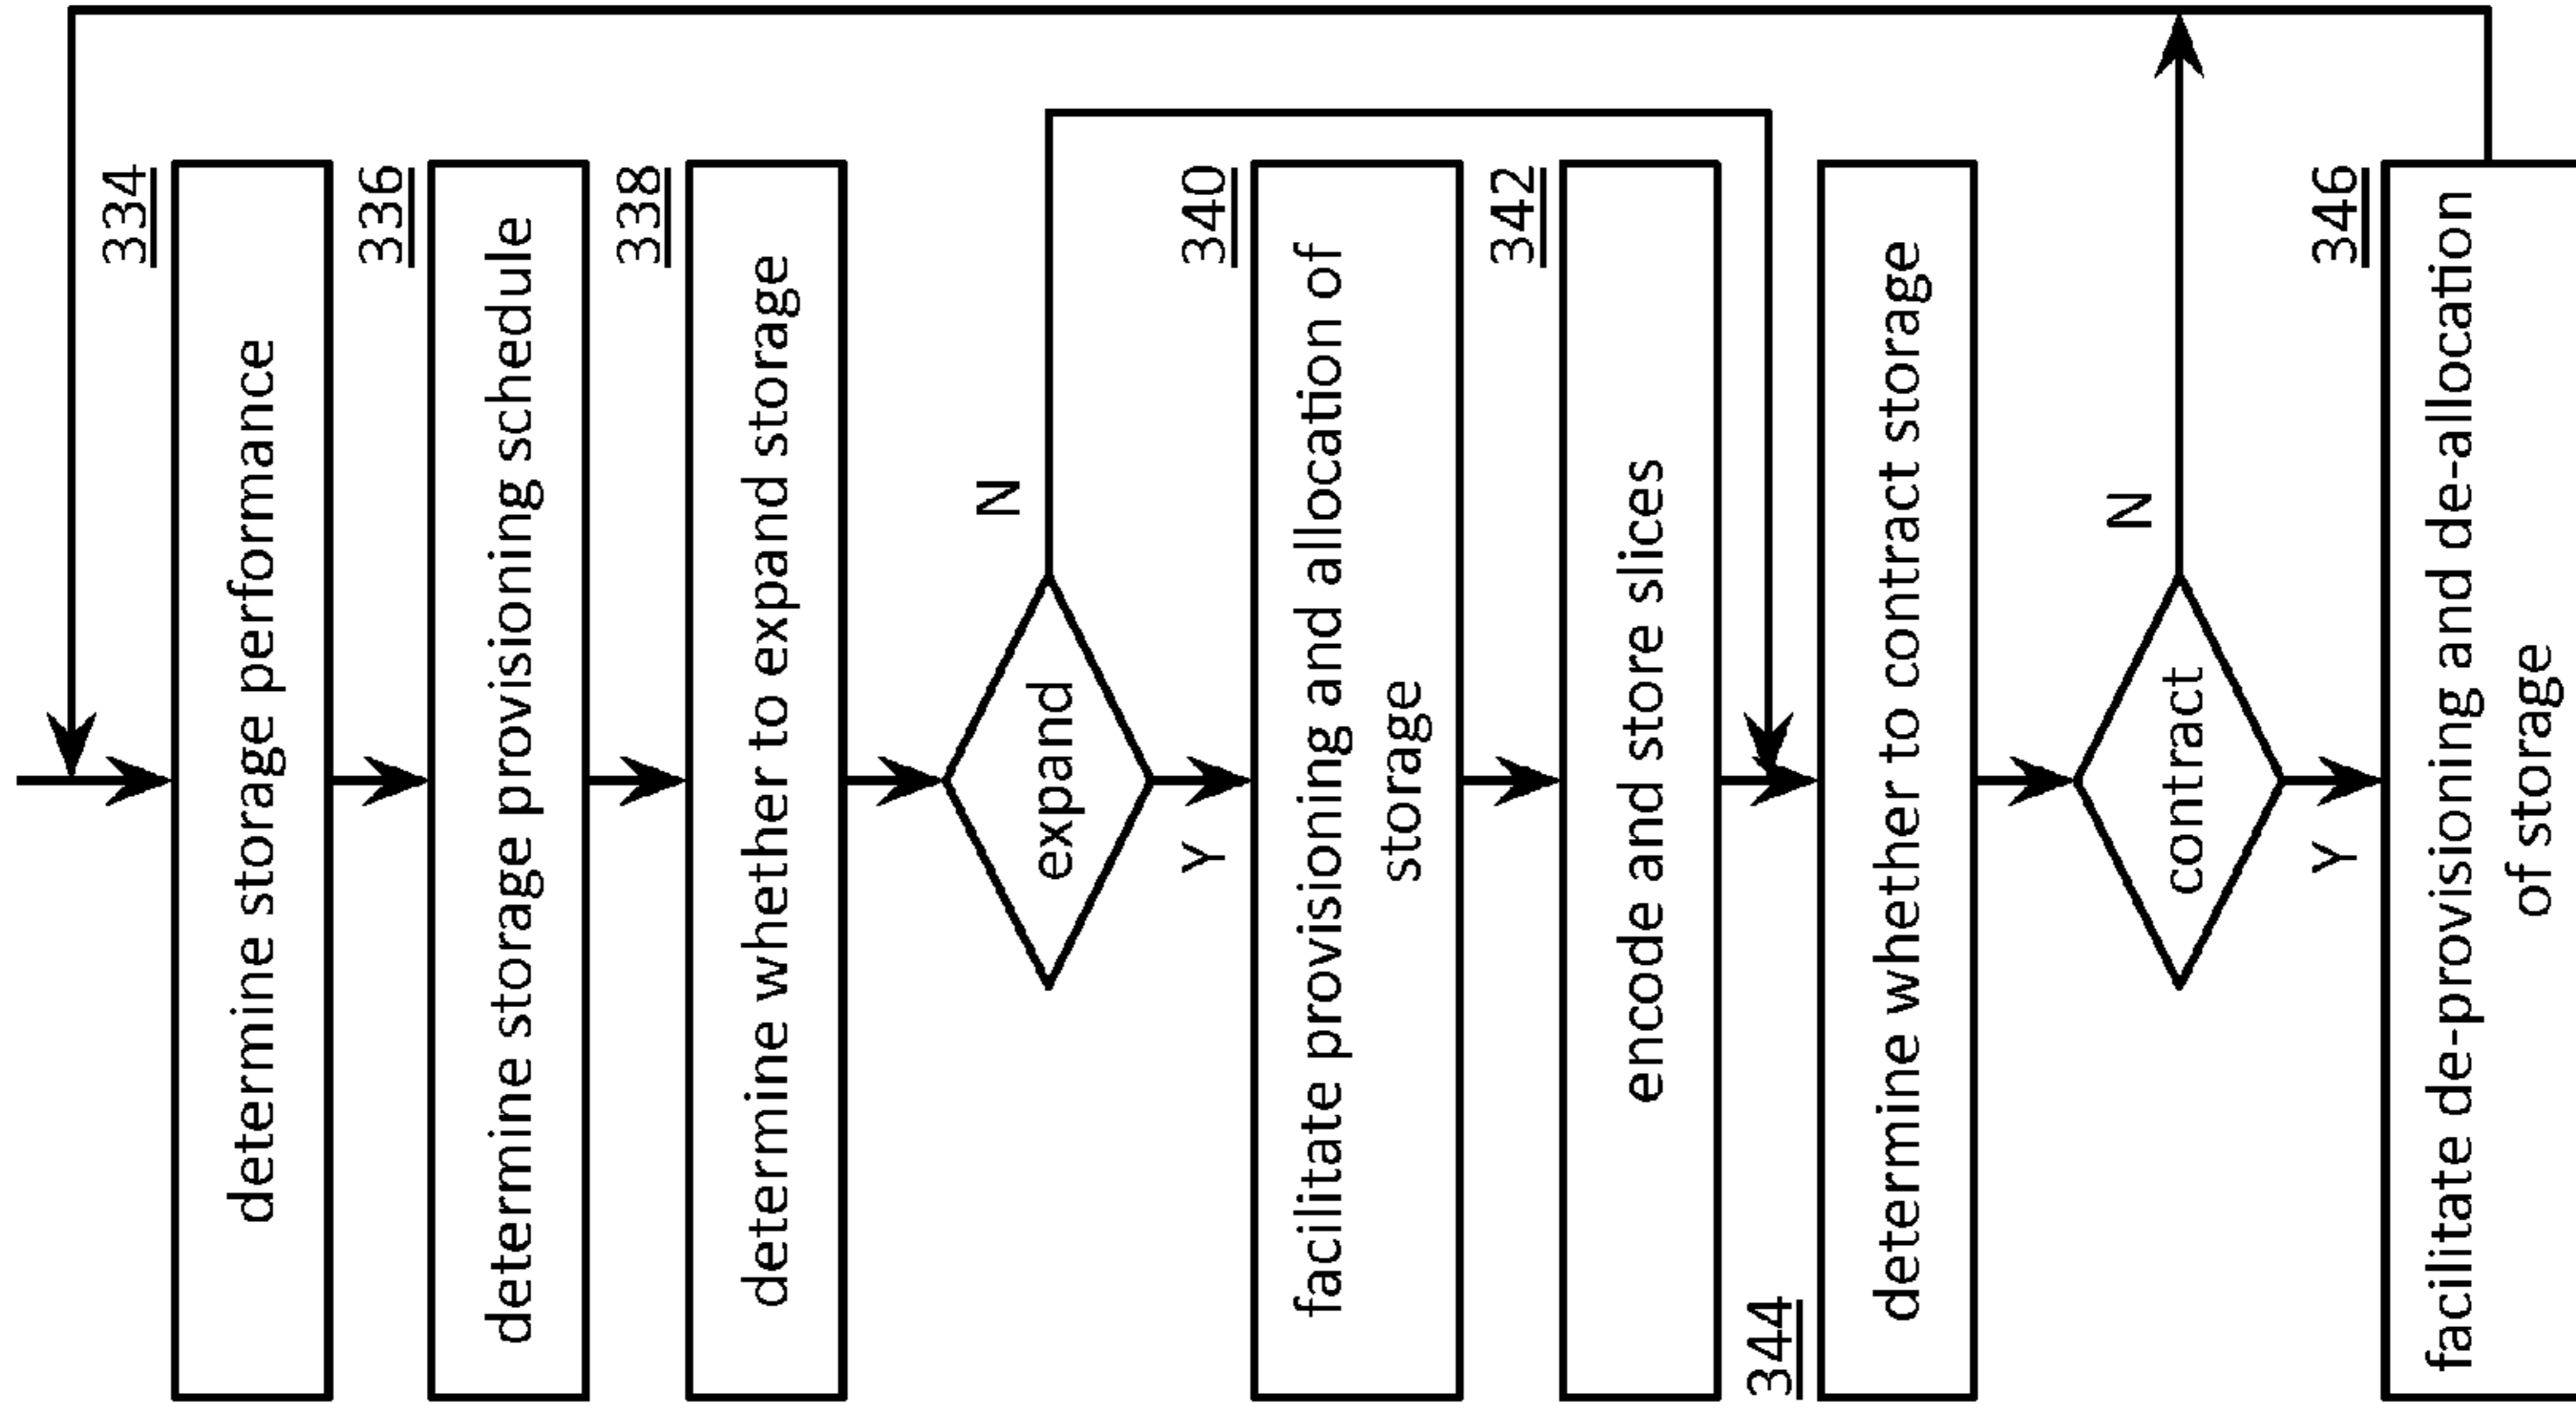 334
determine storage performance
336
determine storage provisioning schedule
338
determine whether to expand storage
expand
N
Y
340
facilitate provisioning and allocation of
storage
342
encode and store slices
344
determine whether to contract storage
contract
N
Y
346
facilitate de-provisioning and de-allocation
of storage